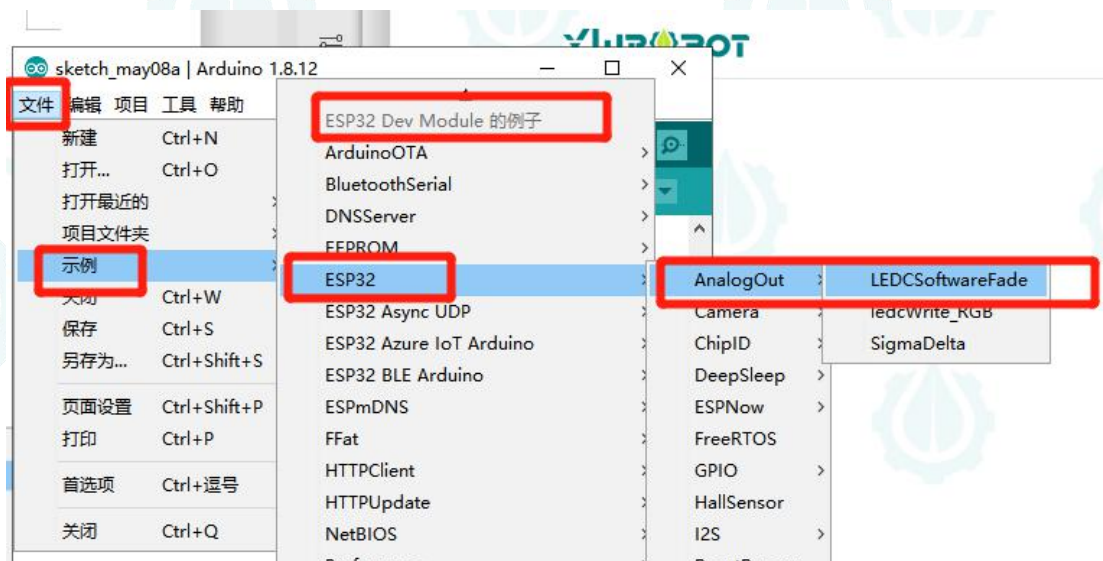 YwROBOT
sketch_may08a | Arduino 1.8.12
文件 编辑 项目 工具 帮助
新建 Ctrl+N
打开... Ctrl+O
打开最近的
项目文件夹
示例
关闭 Ctrl+W
保存 Ctrl+S
另存为... Ctrl+Shift+S
页面设置 Ctrl+Shift+P
打印 Ctrl+P
首选项 Ctrl+逗号
关闭 Ctrl+Q
ESP32 Dev Module 的例子
ArduinoOTA
BluetoothSerial
DNSServer
EEPROM
ESP32
ESP32 Async UDP
ESP32 Azure IoT Arduino
ESP32 BLE Arduino
ESPmDNS
FFat
HTTPClient
HTTPUpdate
NetBIOS
AnalogOut
Camera
ChipID
DeepSleep
ESPNow
FreeRTOS
GPIO
HallSensor
I2S
LEDCSoftwareFade
ledcWrite_RGB
SigmaDelta